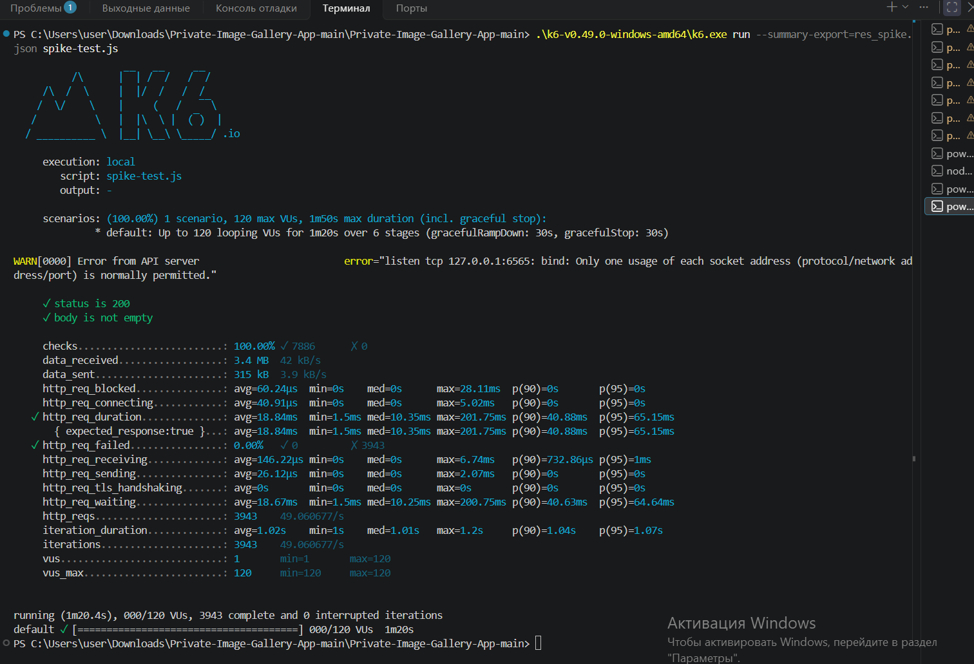 Проблемы 1 Выходные данные Консоль отладки Терминал Порты
PS C:\Users\user\Downloads\Private-Image-Gallery-App-main\Private-Image-Gallery-App-main> .\k6-v0.49.0-windows-amd64\k6.exe run --summary-export=res_spike.
json spike-test.js
.io
execution: local
script: spike-test.js
output: -
scenarios: (100.00%) 1 scenario, 120 max VUs, 1m50s max duration (incl. graceful stop):
* default: Up to 120 looping VUs for 1m20s over 6 stages (gracefulRampDown: 30s, gracefulStop: 30s)
WARN[0000] Error from API server error="listen tcp 127.0.0.1:6565: bind: Only one usage of each socket address (protocol/network ad
dress/port) is normally permitted."
✓ status is 200
✓ body is not empty
checks.........................: 100.00% ✓ 7886 ✗ 0
data_received..................: 3.4 MB 42 kB/s
data_sent......................: 315 kB 3.9 kB/s
http_req_blocked...............: avg=60.24µs min=0s med=0s max=28.11ms p(90)=0s p(95)=0s
http_req_connecting............: avg=40.91µs min=0s med=0s max=5.02ms p(90)=0s p(95)=0s
✓ http_req_duration..............: avg=18.84ms min=1.5ms med=10.35ms max=201.75ms p(90)=40.88ms p(95)=65.15ms
{ expected_response:true }...: avg=18.84ms min=1.5ms med=10.35ms max=201.75ms p(90)=40.88ms p(95)=65.15ms
✓ http_req_failed................: 0.00% ✓ 0 ✗ 3943
http_req_receiving.............: avg=146.22µs min=0s med=0s max=6.74ms p(90)=732.86µs p(95)=1ms
http_req_sending...............: avg=26.12µs min=0s med=0s max=2.07ms p(90)=0s p(95)=0s
http_req_tls_handshaking.......: avg=0s min=0s med=0s max=0s p(90)=0s p(95)=0s
http_req_waiting...............: avg=18.67ms min=1.5ms med=10.25ms max=200.75ms p(90)=40.63ms p(95)=64.64ms
http_reqs......................: 3943 49.060677/s
iteration_duration.............: avg=1.02s min=1s med=1.01s max=1.2s p(90)=1.04s p(95)=1.07s
iterations.....................: 3943 49.060677/s
vus............................: 1 min=1 max=120
vus_max........................: 120 min=120 max=120
running (1m20.4s), 000/120 VUs, 3943 complete and 0 interrupted iterations
default ✓ [======================================] 000/120 VUs 1m20s
PS C:\Users\user\Downloads\Private-Image-Gallery-App-main\Private-Image-Gallery-App-main>
p...
p...
p...
p...
p...
p...
p...
pow...
nod...
pow...
pow...
Активация Windows
Чтобы активировать Windows, перейдите в раздел
"Параметры".